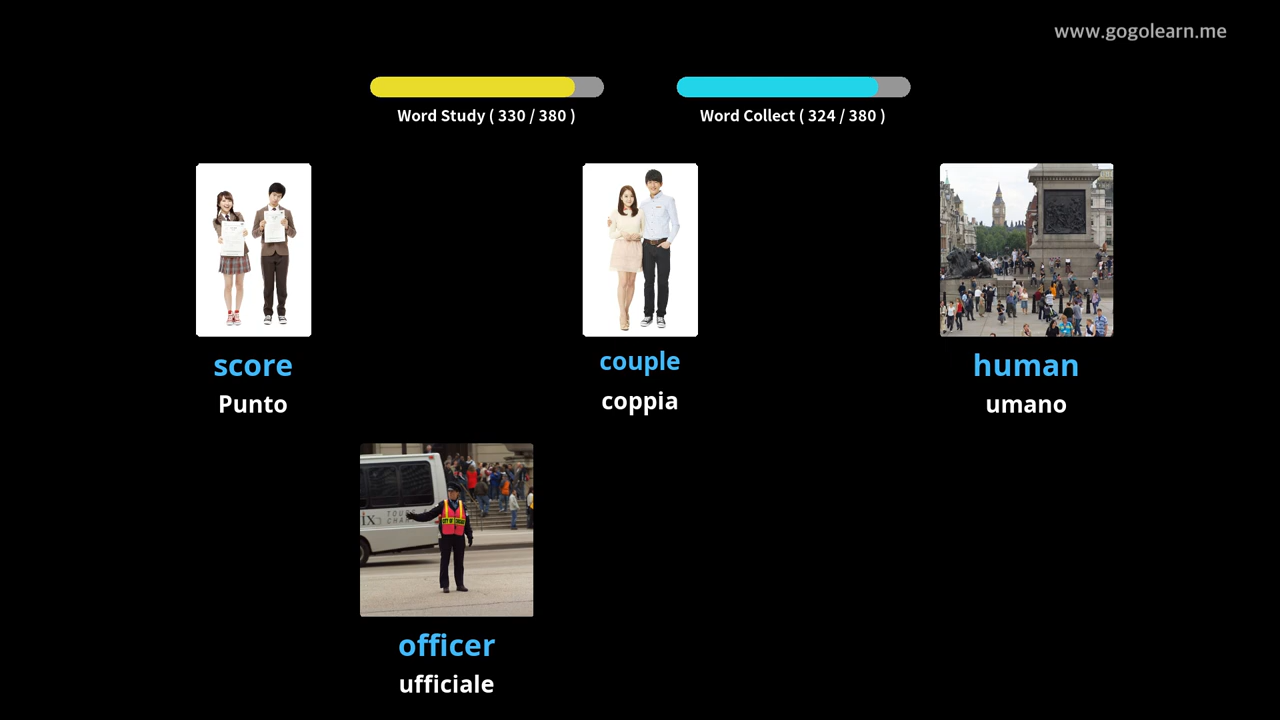 www.gogolearn.me
Word Study ( 330 / 380 )
Word Collect ( 324 / 380 )
score
Punto
couple
coppia
human
umano
officer
ufficiale